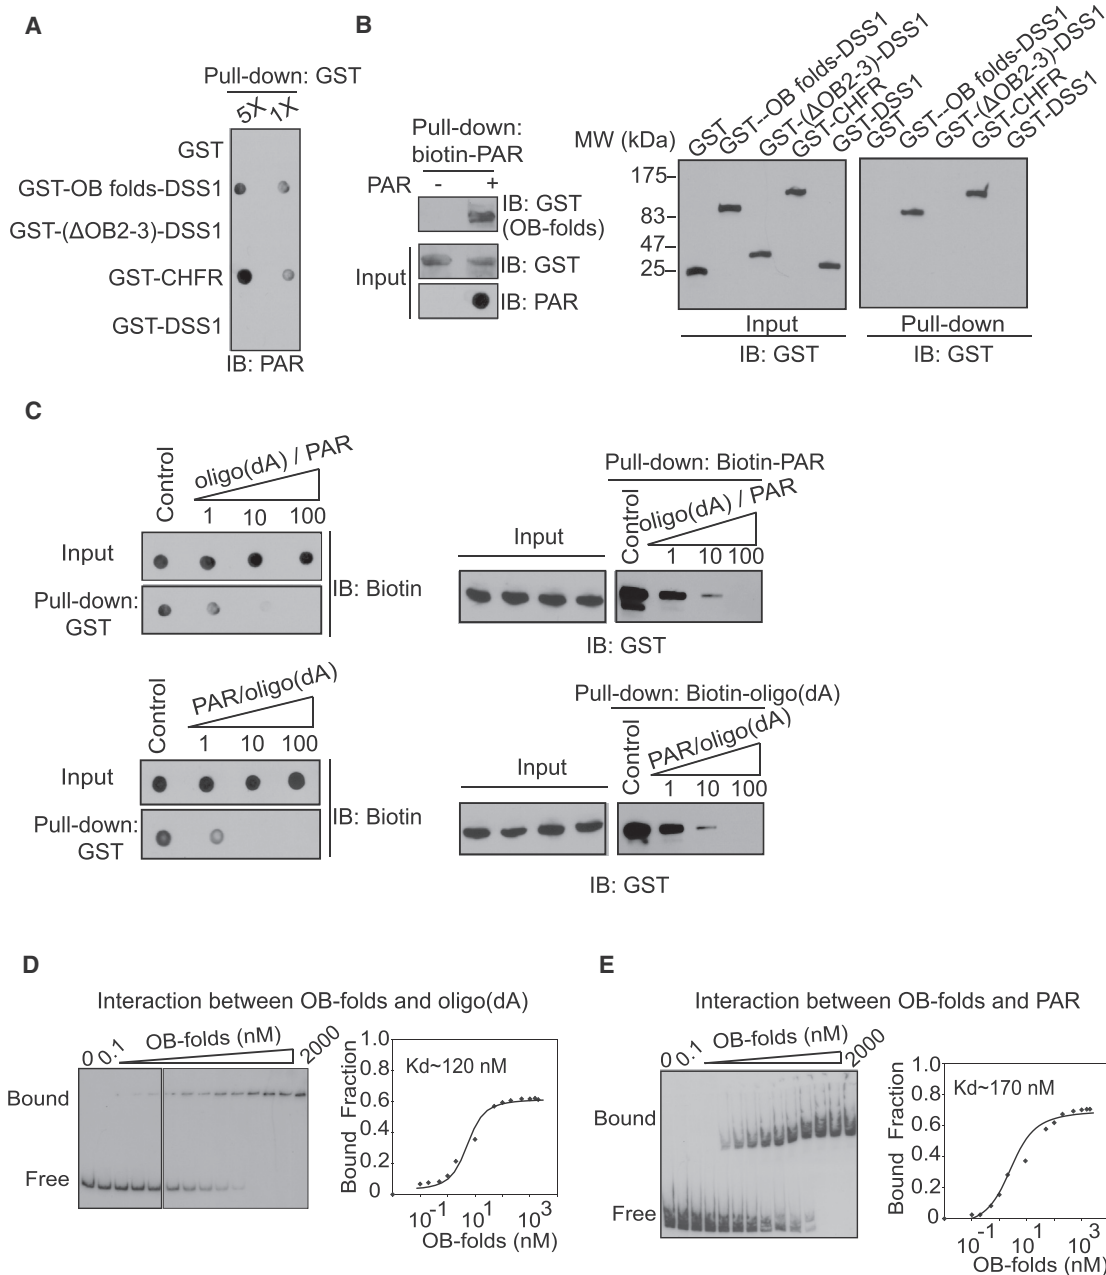 A
Pull-down: GST
5X 1X
GST
GST-OB folds-DSS1
GST-(ΔOB2-3)-DSS1
GST-CHFR
GST-DSS1
IB: PAR
B
Pull-down:
biotin-PAR
PAR - +
IB: GST
(OB-folds)
Input
IB: GST
IB: PAR
MW (kDa)
GST
GST--OB folds-DSS1
GST-(ΔOB2-3)-DSS1
GST-CHFR
GST-DSS1
GST
GST--OB folds-DSS1
GST-(ΔOB2-3)-DSS1
GST-CHFR
GST-DSS1
175
83
47
25
Input
IB: GST
Pull-down
IB: GST
C
Control
oligo(dA) / PAR
1 10 100
Input
Pull-down:
GST
IB: Biotin
Pull-down: Biotin-PAR
Input
Control
oligo(dA) / PAR
1 10 100
IB: GST
Control
PAR/oligo(dA)
1 10 100
Input
Pull-down:
GST
IB: Biotin
Pull-down: Biotin-oligo(dA)
Input
Control
PAR/oligo(dA)
1 10 100
IB: GST
D
Interaction between OB-folds and oligo(dA)
OB-folds (nM)
0 0.1 2000
Bound
Free
Kd~120 nM
Bound Fraction
1.0
0.8
0.6
0.4
0.2
0
10-1 101 103
OB-folds (nM)
E
Interaction between OB-folds and PAR
OB-folds (nM)
0 0.1 2000
Bound
Free
Kd~170 nM
Bound Fraction
1.0
0.8
0.6
0.4
0.2
0
10-1 101 103
OB-folds (nM)